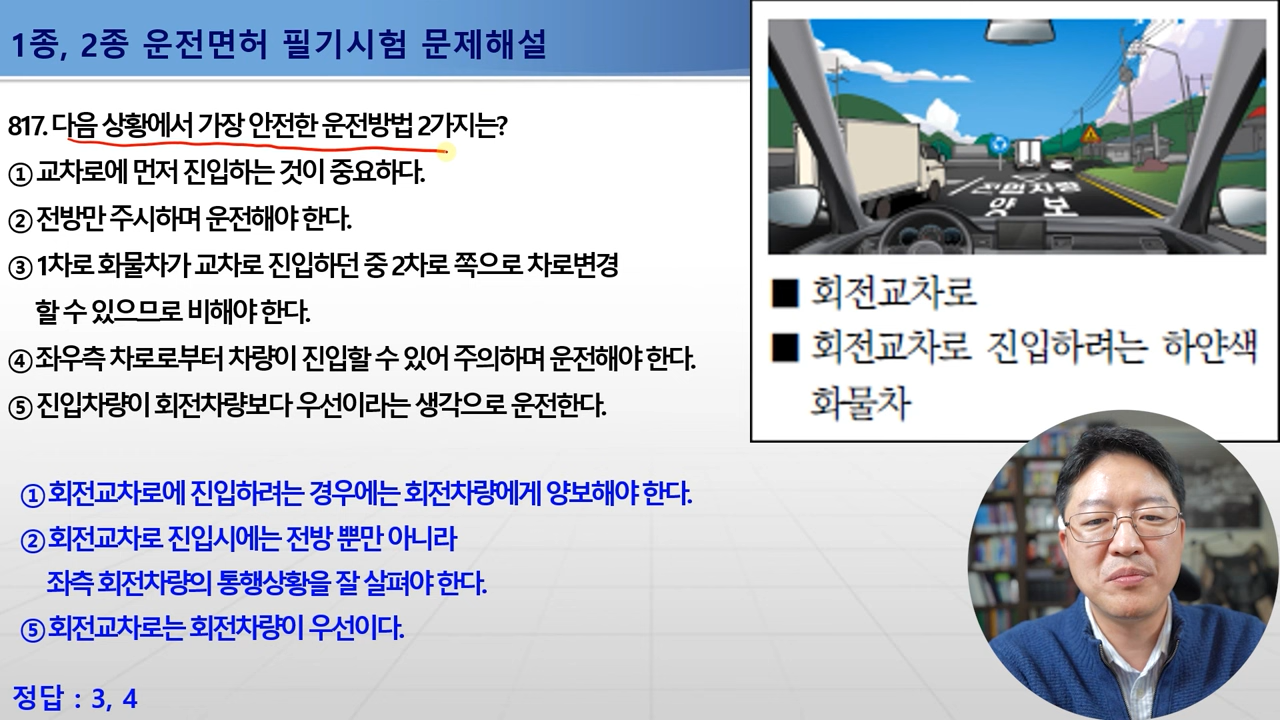 1종, 2종 운전면허 필기시험 문제해설
817. 다음 상황에서 가장 안전한 운전방법 2가지는?
① 교차로에 먼저 진입하는 것이 중요하다.
② 전방만 주시하며 운전해야 한다.
③ 1차로 화물차가 교차로 진입하던 중 2차로 쪽으로 차로변경
할 수 있으므로 비해야 한다.
④ 좌우측 차로로부터 차량이 진입할 수 있어 주의하며 운전해야 한다.
⑤ 진입차량이 회전차량보다 우선이라는 생각으로 운전한다.
① 회전교차로에 진입하려는 경우에는 회전차량에게 양보해야 한다.
② 회전교차로 진입시에는 전방 뿐만 아니라
좌측 회전차량의 통행상황을 잘 살펴야 한다.
⑤ 회전교차로는 회전차량이 우선이다.
정답 : 3, 4
양 보
■ 회전교차로
■ 회전교차로 진입하려는 하얀색
화물차